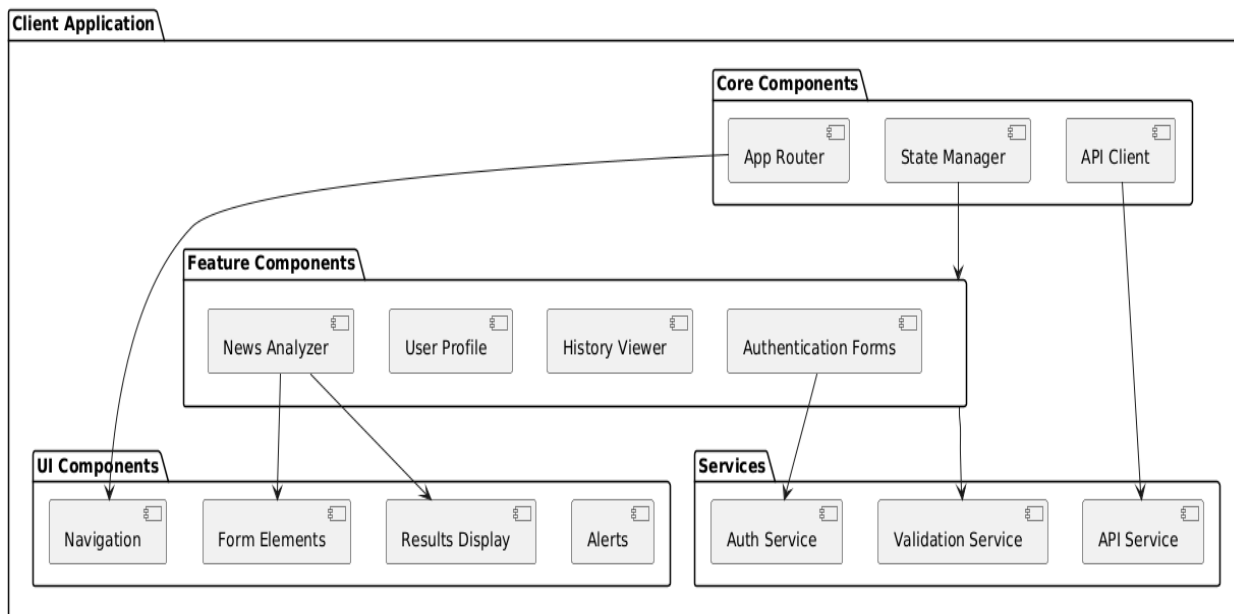 Client Application
Core Components
App Router
State Manager
API Client
Feature Components
News Analyzer
User Profile
History Viewer
Authentication Forms
UI Components
Navigation
Form Elements
Results Display
Alerts
Services
Auth Service
Validation Service
API Service